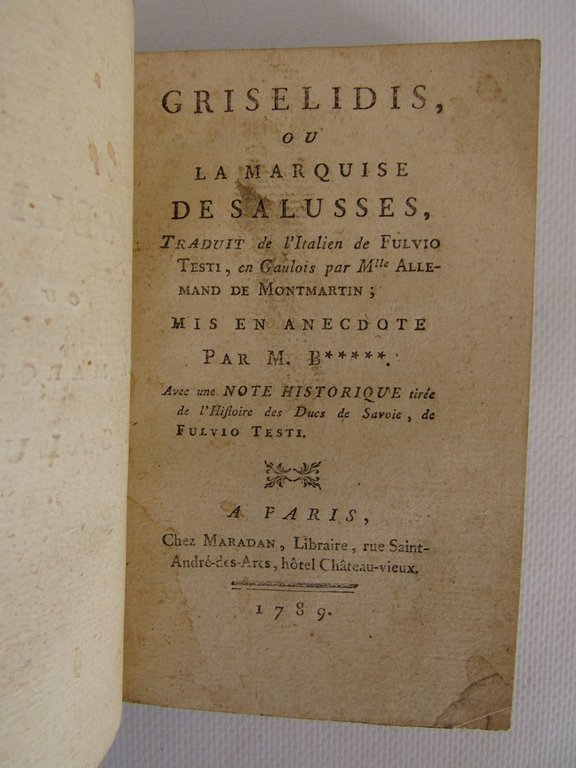 GRISELIDIS,
OU
LA MARQUISE
DE SALUSSES,
TRADUIT de l'Italien de FULVIO
TESTI, en Gaulois par Mlle ALLE-
MAND DE MONTMARTIN;
MIS EN ANECDOTE
PAR M. B*****.
Avec une NOTE HISTORIQUE tirée
de l'Hiſtoire des Ducs de Savoie, de
FULVIO TESTI.
A PARIS,
Chez MARADAN, Libraire, rue Saint-
André-des-Arcs, hôtel Château-vieux.
1789.